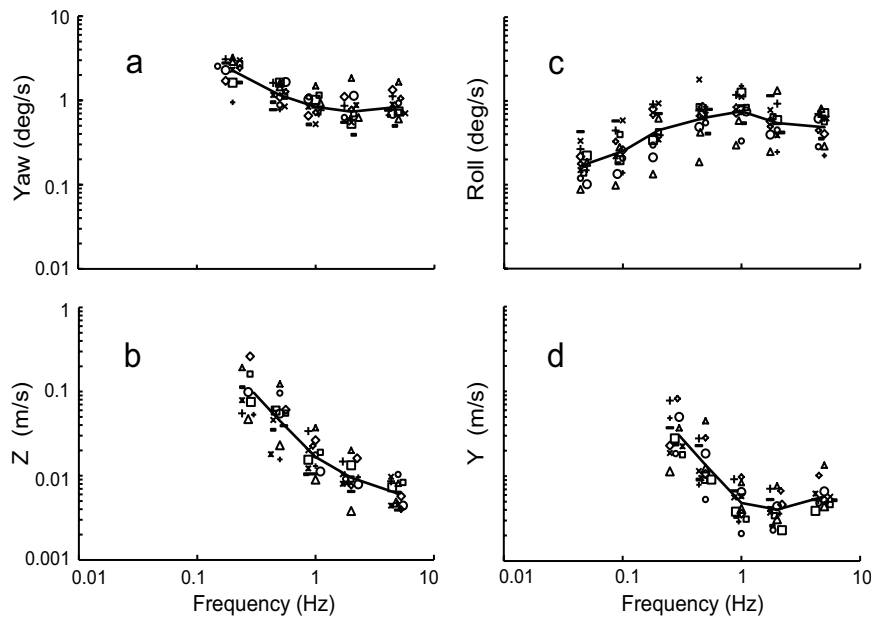 10
1
0.1
0.01
Yaw (deg/s)
a
Roll (deg/s)
c
1
0.1
0.01
0.001
Z (m/s)
b
0.01
0.1
1
10
Frequency (Hz)
Y (m/s)
d
0.01
0.1
1
10
Frequency (Hz)